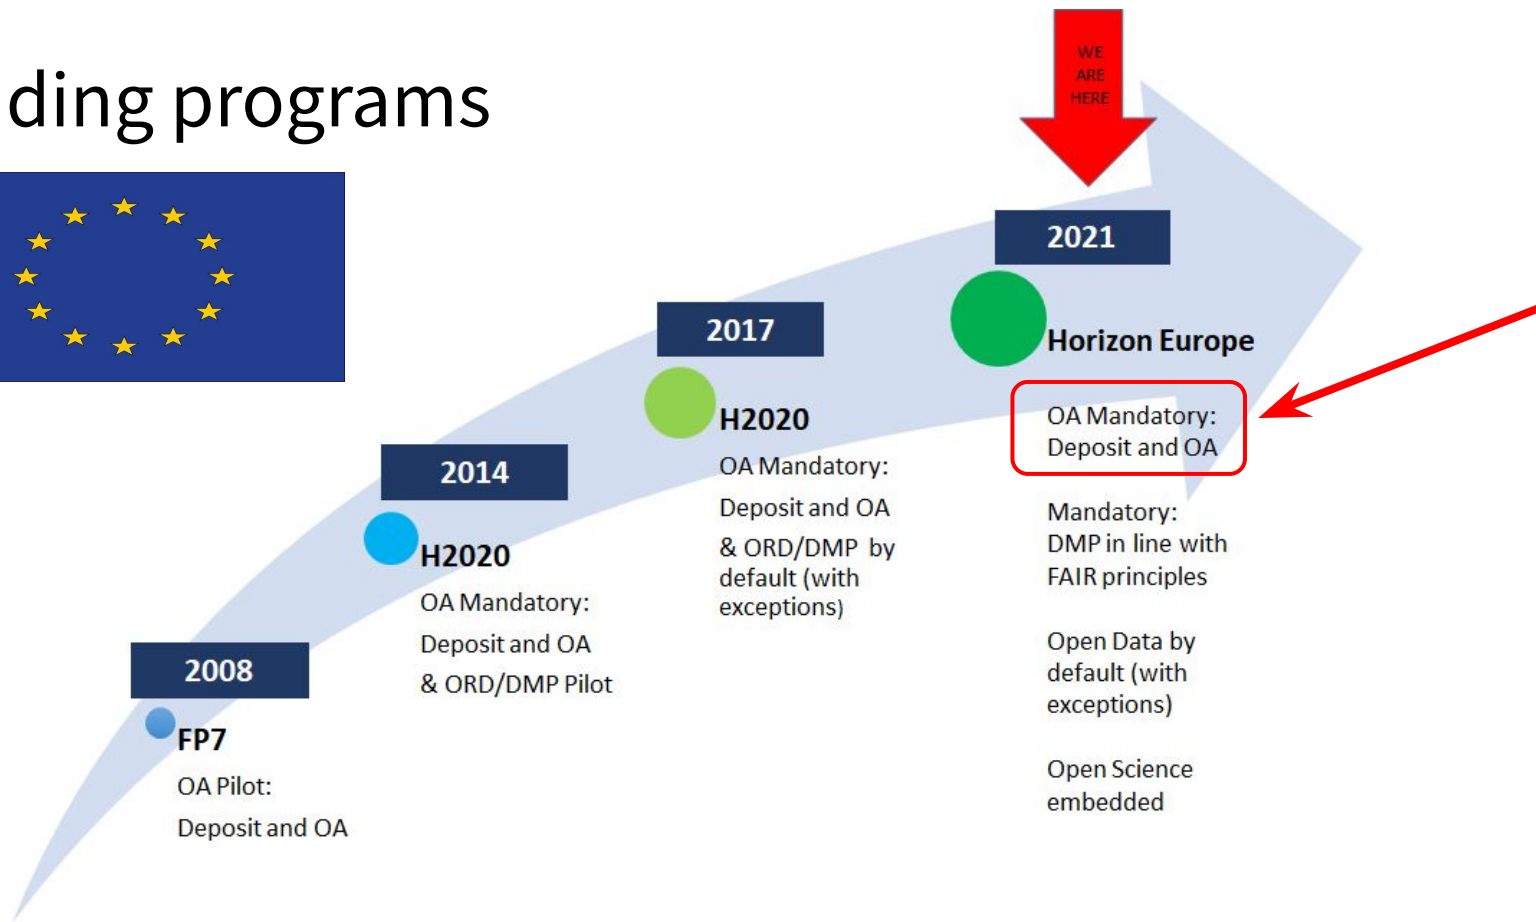 ding programs
WE
ARE
HERE
2021
Horizon Europe
OA Mandatory:
Deposit and OA
Mandatory:
DMP in line with
FAIR principles
Open Data by
default (with
exceptions)
Open Science
embedded
2017
H2020
OA Mandatory:
Deposit and OA
& ORD/DMP by
default (with
exceptions)
2014
H2020
OA Mandatory:
Deposit and OA
& ORD/DMP Pilot
2008
FP7
OA Pilot:
Deposit and OA